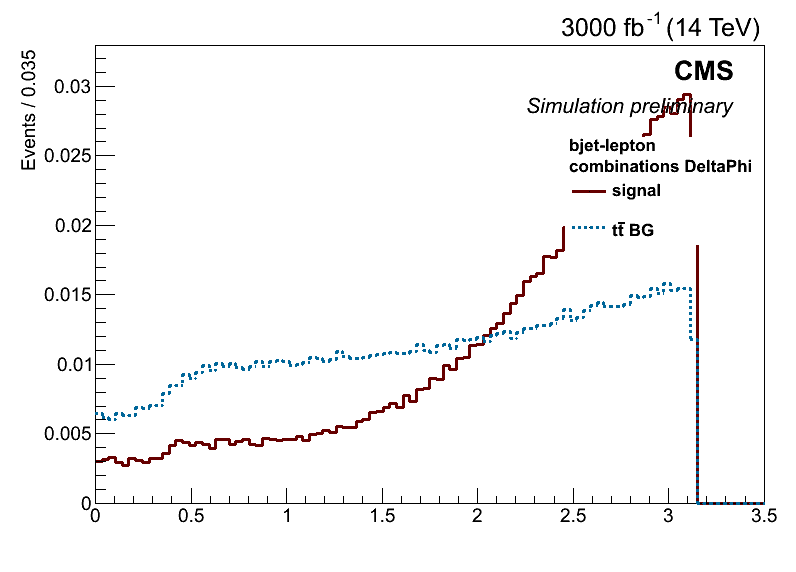 3000 fb⁻¹ (14 TeV)
CMS
Simulation preliminary
Events / 0.035
bjet-lepton
combinations DeltaPhi
signal
tt̄ BG
0.03
0.025
0.02
0.015
0.01
0.005
0
0 0.5 1 1.5 2 2.5 3 3.5